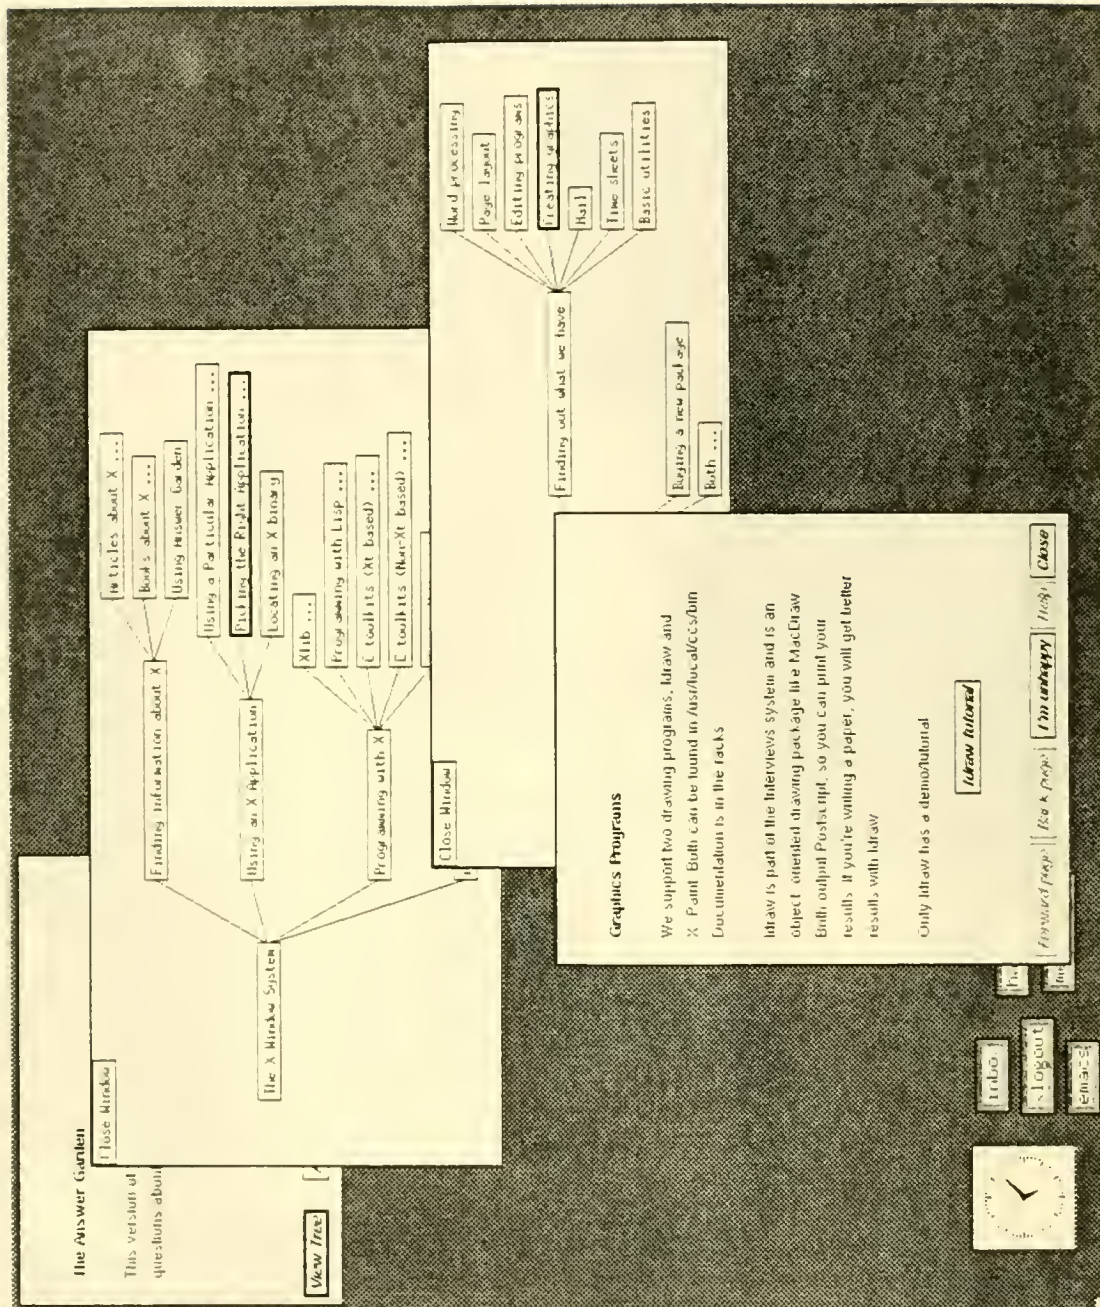 The Answer Garden
This version of
questions about
View Tree
Close Window
The X Window System
Finding Information about X
Using an X Application
Programming with X
Articles about X ...
Books about X ...
Using Answer Garden
Using a Particular Application ...
Picking the Right Application ...
Locating an X binary
Xlib ...
Programming with Lisp ...
C toolkits (Xt based) ...
C toolkits (Non-Xt based) ...
Close Window
Finding out what we have
Buying a new package
Both ...
Word processing
Page layout
Editing programs
Creating graphics
Mail
Time sheets
Basic utilities
Graphics Programs
We support two drawing programs, Idraw and
X Paint Both can be found in /usr/local/ccs/bin
Documentation is in the racks
Idraw is part of the Interviews system and is an
object oriented drawing package like MacDraw
Both output Postscript, so you can print your
results If you're writing a paper, you will get better
results with Idraw
Only Idraw has a demo/tutorial
Idraw tutorial
Forward page Back page I'm unhappy Help Close
xlogout
emacs